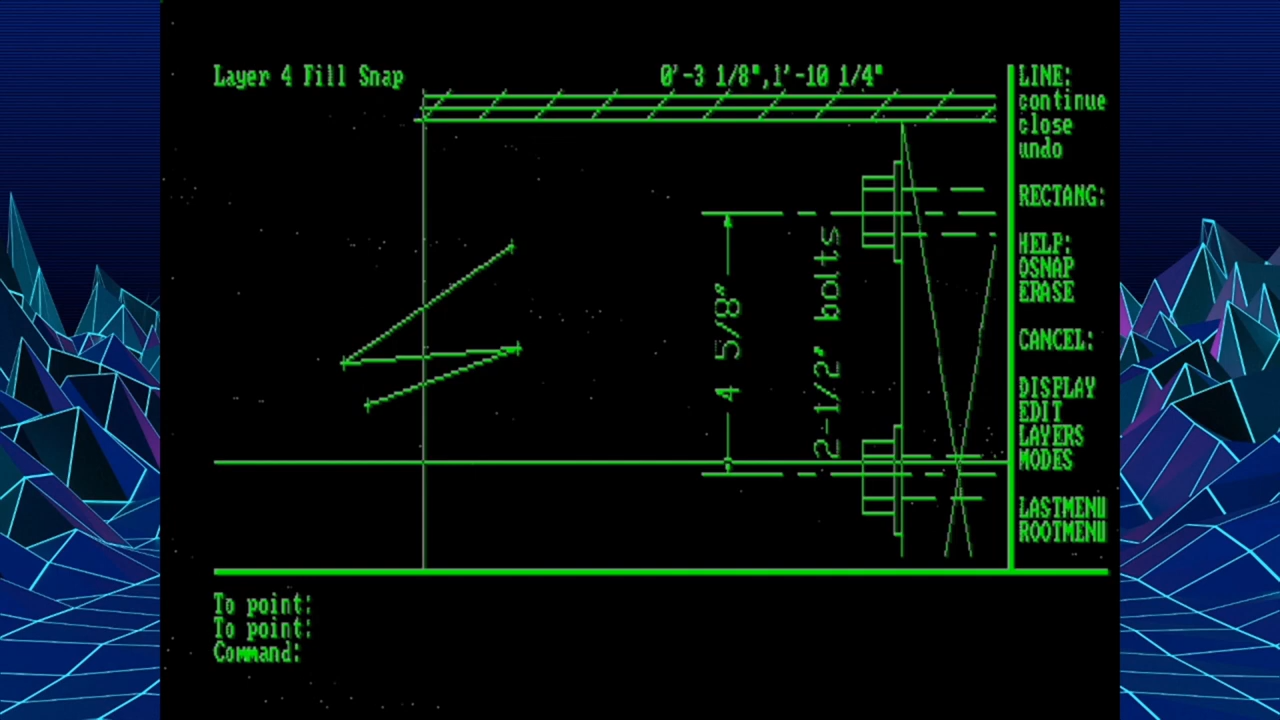 Layer 4 Fill Snap
0'-3 1/8",1'-10 1/4"
LINE:
continue
close
undo
RECTANG:
HELP:
OSNAP
ERASE
CANCEL:
DISPLAY
EDIT
LAYERS
MODES
LASTMENU
ROOTMENU
4 5/8"
2-1/2" bolts
To point:
To point:
Command: